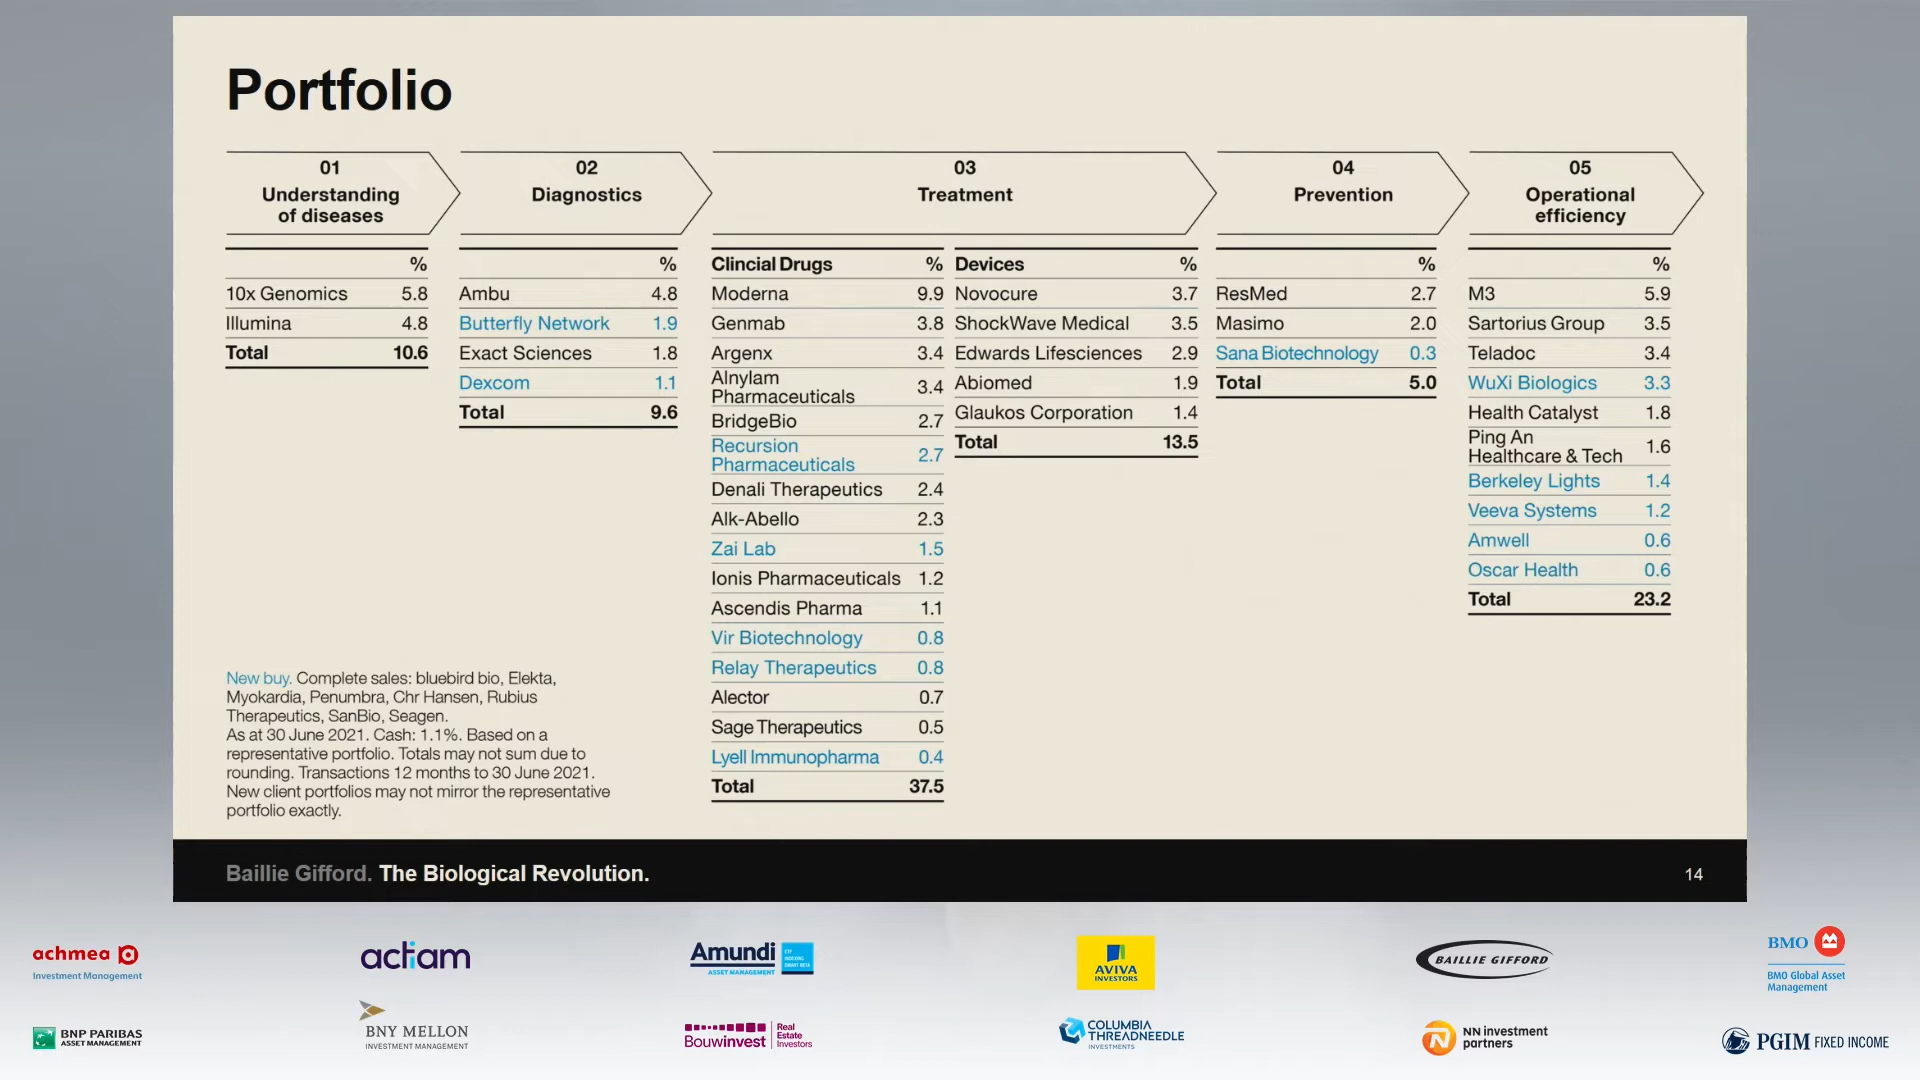 Portfolio
01
Understanding
of diseases
02
Diagnostics
03
Treatment
04
Prevention
05
Operational
efficiency
%
10x Genomics 5.8
Illumina 4.8
Total 10.6
%
Ambu 4.8
Butterfly Network 1.9
Exact Sciences 1.8
Dexcom 1.1
Total 9.6
Clincial Drugs %
Moderna 9.9
Genmab 3.8
Argenx 3.4
Alnylam
Pharmaceuticals 3.4
BridgeBio 2.7
Recursion
Pharmaceuticals 2.7
Denali Therapeutics 2.4
Alk-Abello 2.3
Zai Lab 1.5
Ionis Pharmaceuticals 1.2
Ascendis Pharma 1.1
Vir Biotechnology 0.8
Relay Therapeutics 0.8
Alector 0.7
Sage Therapeutics 0.5
Lyell Immunopharma 0.4
Total 37.5
Devices %
Novocure 3.7
ShockWave Medical 3.5
Edwards Lifesciences 2.9
Abiomed 1.9
Glaukos Corporation 1.4
Total 13.5
%
ResMed 2.7
Masimo 2.0
Sana Biotechnology 0.3
Total 5.0
%
M3 5.9
Sartorius Group 3.5
Teladoc 3.4
WuXi Biologics 3.3
Health Catalyst 1.8
Ping An
Healthcare & Tech 1.6
Berkeley Lights 1.4
Veeva Systems 1.2
Amwell 0.6
Oscar Health 0.6
Total 23.2
New buy. Complete sales: bluebird bio, Elekta,
Myokardia, Penumbra, Chr Hansen, Rubius
Therapeutics, SanBio, Seagen.
As at 30 June 2021. Cash: 1.1%. Based on a
representative portfolio. Totals may not sum due to
rounding. Transactions 12 months to 30 June 2021.
New client portfolios may not mirror the representative
portfolio exactly.
Baillie Gifford. The Biological Revolution.
14
achmea
Investment Management
actiam
Amundi
ASSET MANAGEMENT
ETF
INDEXING
SMART BETA
AVIVA
INVESTORS
BAILLIE GIFFORD
BMO
BMO Global Asset
Management
BNP PARIBAS
ASSET MANAGEMENT
BNY MELLON
INVESTMENT MANAGEMENT
Bouwinvest
Real
Estate
Investors
COLUMBIA
THREADNEEDLE
INVESTMENTS
NN investment
partners
PGIM FIXED INCOME